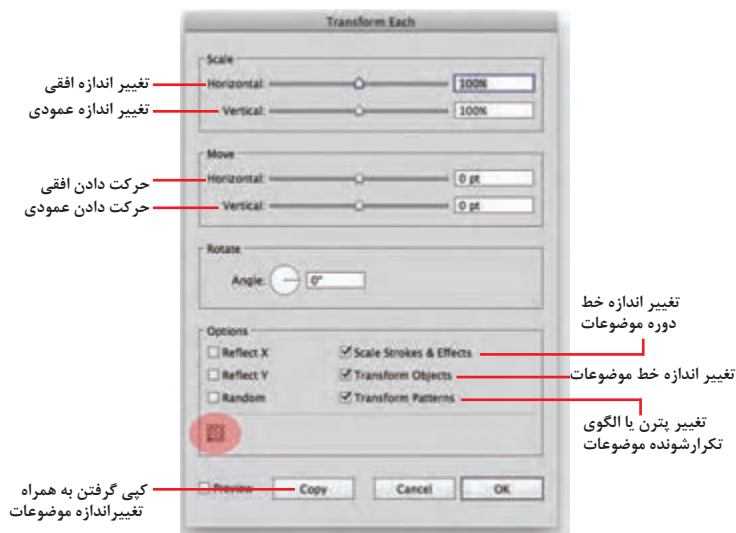 Transform Each
Scale
تغییر اندازه افقی
Horizontal:
100%
تغییر اندازه عمودی
Vertical:
100%
Move
حرکت دادن افقی
Horizontal:
0 pt
حرکت دادن عمودی
Vertical:
0 pt
Rotate
Angle:
0°
Options
Reflect X
Scale Strokes & Effects
تغییر اندازه خط
دوره موضوعات
Reflect Y
Transform Objects
تغییر اندازه خط موضوعات
Random
Transform Patterns
تغییر پترن یا الگوی
تکرارشونده موضوعات
کپی گرفتن به همراه
تغییراندازه موضوعات
Preview
Copy
Cancel
OK